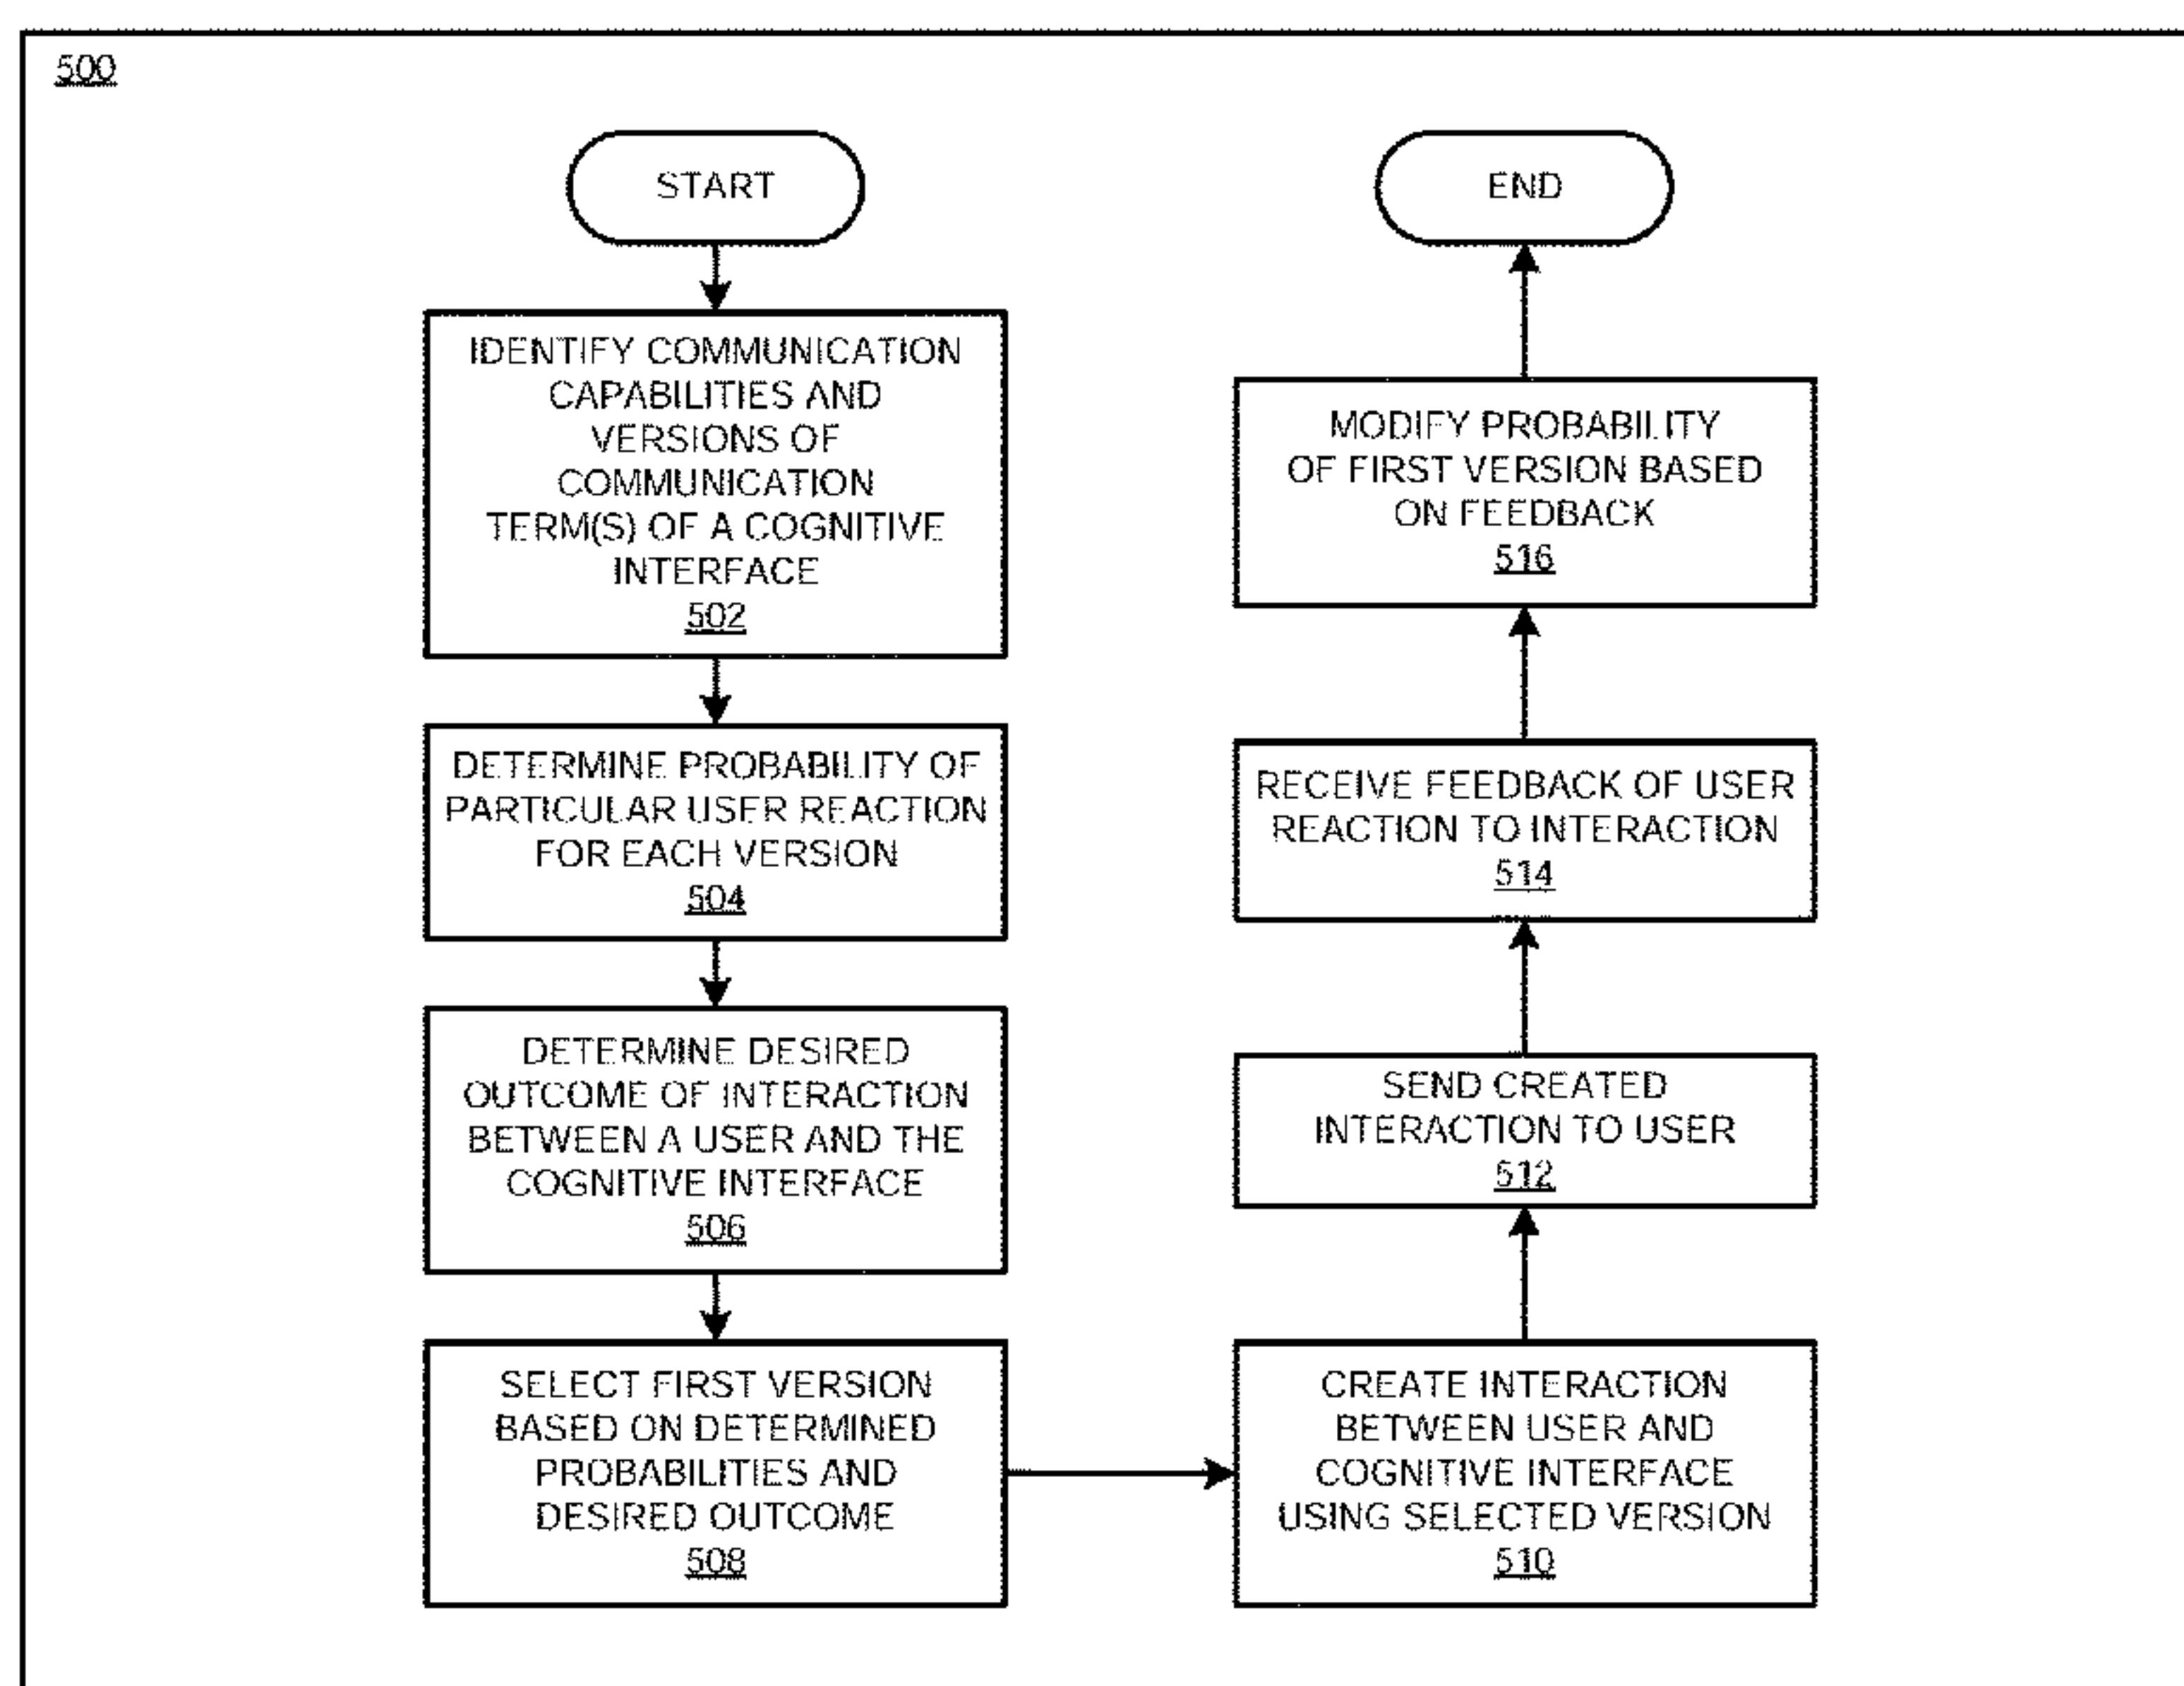 500
START
IDENTIFY COMMUNICATION
CAPABILITIES AND
VERSIONS OF
COMMUNICATION
TERM(S) OF A COGNITIVE
INTERFACE
502
DETERMINE PROBABILITY OF
PARTICULAR USER REACTION
FOR EACH VERSION
504
DETERMINE DESIRED
OUTCOME OF INTERACTION
BETWEEN A USER AND THE
COGNITIVE INTERFACE
506
SELECT FIRST VERSION
BASED ON DETERMINED
PROBABILITIES AND
DESIRED OUTCOME
508
CREATE INTERACTION
BETWEEN USER AND
COGNITIVE INTERFACE
USING SELECTED VERSION
510
SEND CREATED
INTERACTION TO USER
512
RECEIVE FEEDBACK OF USER
REACTION TO INTERACTION
514
MODIFY PROBABILITY
OF FIRST VERSION BASED
ON FEEDBACK
516
END